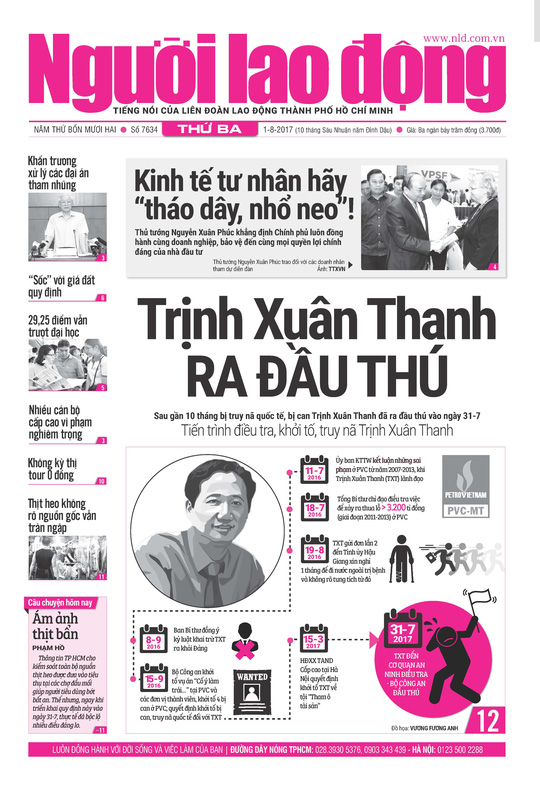 www.nld.com.vn
Người lao động
TIẾNG NÓI CỦA LIÊN ĐOÀN LAO ĐỘNG THÀNH PHỐ HỒ CHÍ MINH
NĂM THỨ BỐN MƯƠI HAI ● Số 7634 THỨ BA 1-8-2017 (10 tháng Sáu Nhuận năm Đinh Dậu) ● Giá: Ba ngàn bảy trăm đồng (3.700đ)
Khẩn trương
xử lý các đại án
tham nhũng
3
“Sốc” với giá đất
quy định
6
29,25 điểm vẫn
trượt đại học
5
Nhiều cán bộ
cấp cao vi phạm
nghiêm trọng
3
Không kỳ thị
tour 0 đồng
10
Thịt heo không
rõ nguồn gốc vẫn
tràn ngập
11
Câu chuyện hôm nay
Ám ảnh
thịt bẩn
PHẠM HỒ
Thông tin TP HCM cho
kiểm soát toàn bộ nguồn
thịt heo được đưa vào tiêu
thụ tại các chợ đầu mối
giúp người tiêu dùng bớt
bất an. Thế nhưng, ngay khi
triển khai quy định này vào
ngày 31-7, thực tế đã bộc lộ
nhiều điều đáng lo.
11
Kinh tế tư nhân hãy
“tháo dây, nhổ neo”!
Thủ tướng Nguyễn Xuân Phúc khẳng định Chính phủ luôn đồng
hành cùng doanh nghiệp, bảo vệ đến cùng mọi quyền lợi chính
đáng của nhà đầu tư
Thủ tướng Nguyễn Xuân Phúc trao đổi với các doanh nhân
tham dự diễn đàn Ảnh: TTXVN
VPSF
4
Trịnh Xuân Thanh
RA ĐẦU THÚ
Sau gần 10 tháng bị truy nã quốc tế, bị can Trịnh Xuân Thanh đã ra đầu thú vào ngày 31-7
Tiến trình điều tra, khởi tố, truy nã Trịnh Xuân Thanh
11-7
2016
Ủy ban KTTW kết luận những sai
phạm ở PVC từ năm 2007-2013, khi
Trịnh Xuân Thanh (TXT) lãnh đạo
18-7
2016
Tổng Bí thư chỉ đạo điều tra việc
để xảy ra thua lỗ > 3.200 tỉ đồng
(giai đoạn 2011-2013) ở PVC
PETROVIETNAM
PVC-MT
19-8
2016
TXT gửi đơn lần 2
đến Tỉnh ủy Hậu
Giang xin nghỉ
1 tháng để đi nước ngoài trị bệnh
và không rõ tung tích từ đó
8-9
2016
Ban Bí thư đồng ý
kỷ luật khai trừ TXT
ra khỏi Đảng
15-9
2016
Bộ Công an khởi
tố vụ án “Cố ý làm
trái...” tại PVC và
các đơn vị thành viên, khởi tố 4 bị
can ở PVC; quyết định khởi tố bị
can, truy nã quốc tế đối với TXT
WANTED
15-3
2017
HĐXX TAND
Cấp cao tại Hà
Nội quyết định
khởi tố TXT về
tội “Tham ô
tài sản”
31-7
2017
TXT ĐẾN
CƠ QUAN AN
NINH ĐIỀU TRA
- BỘ CÔNG AN
ĐẦU THÚ
Đồ họa: VƯƠNG PHƯƠNG ANH
12
LUÔN ĐỒNG HÀNH VỚI ĐỜI SỐNG VÀ VIỆC LÀM CỦA BẠN | ĐƯỜNG DÂY NÓNG TPHCM: 028.3930 5376, 0903 343 439 - HÀ NỘI: 0123 500 2288